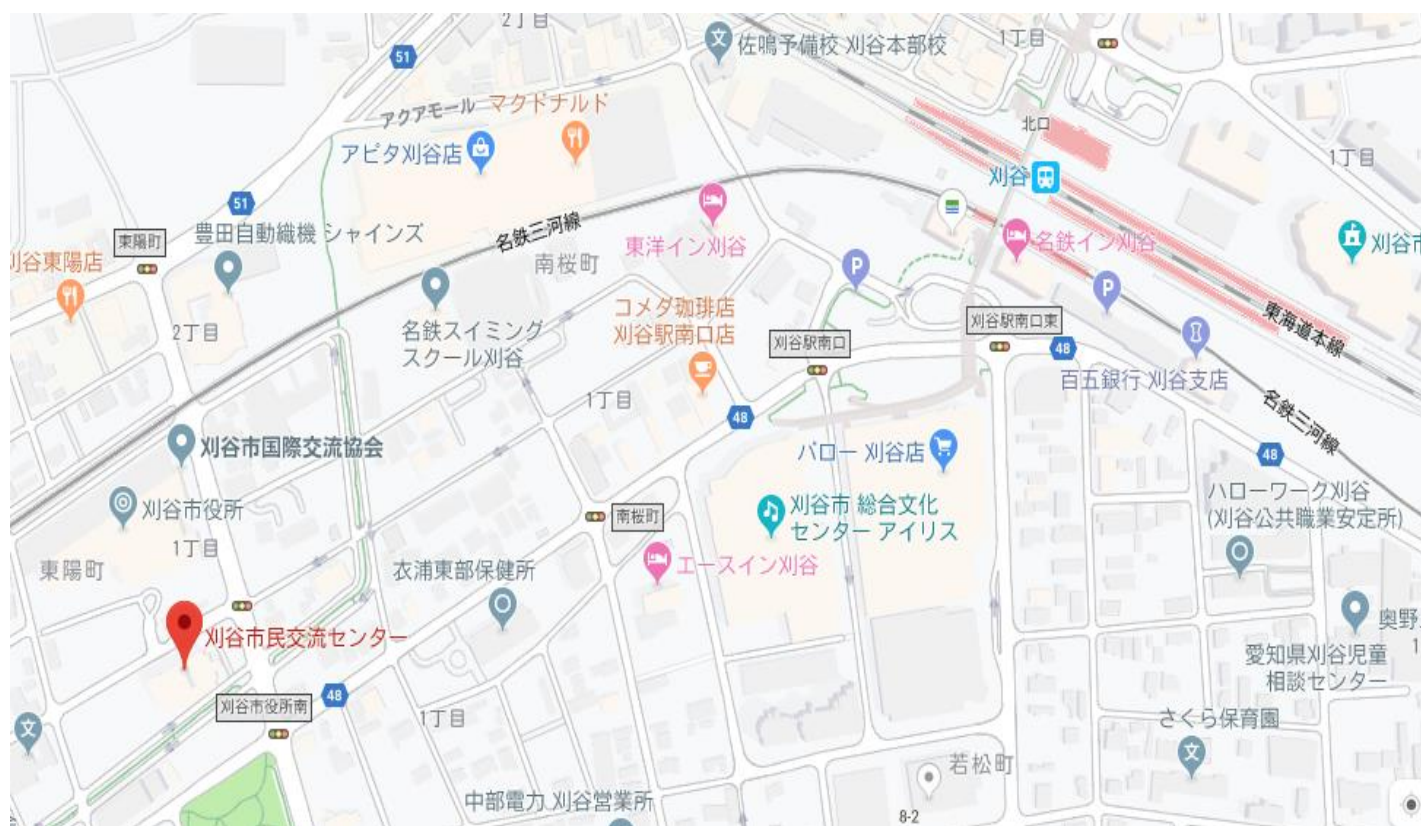 2丁目
佐鳴予備校 刈谷本部校
1丁目
51
アクアモール
マクドナルド
北口
アピタ刈谷店
1丁目
刈谷
51
東陽町
豊田自動織機 シャインズ
名鉄三河線
南桜町
東洋イン刈谷
名鉄イン刈谷
刈谷市
刈谷東陽店
P
P
コメダ珈琲店
刈谷駅南口店
刈谷駅南口
刈谷駅南口東
東海道本線
2丁目
名鉄スイミング
スクール刈谷
48
百五銀行 刈谷支店
1丁目
48
名鉄三河線
刈谷市国際交流協会
バロー 刈谷店
48
刈谷市役所
ハローワーク刈谷
(刈谷公共職業安定所)
刈谷市 総合文化
センター アイリス
南桜町
1丁目
東陽町
衣浦東部保健所
エースイン刈谷
文
刈谷市民交流センター
奥野
愛知県刈谷児童
相談センター
1
刈谷市役所南
48
1丁目
さくら保育園
文
文
若松町
中部電力 刈谷営業所
8-2